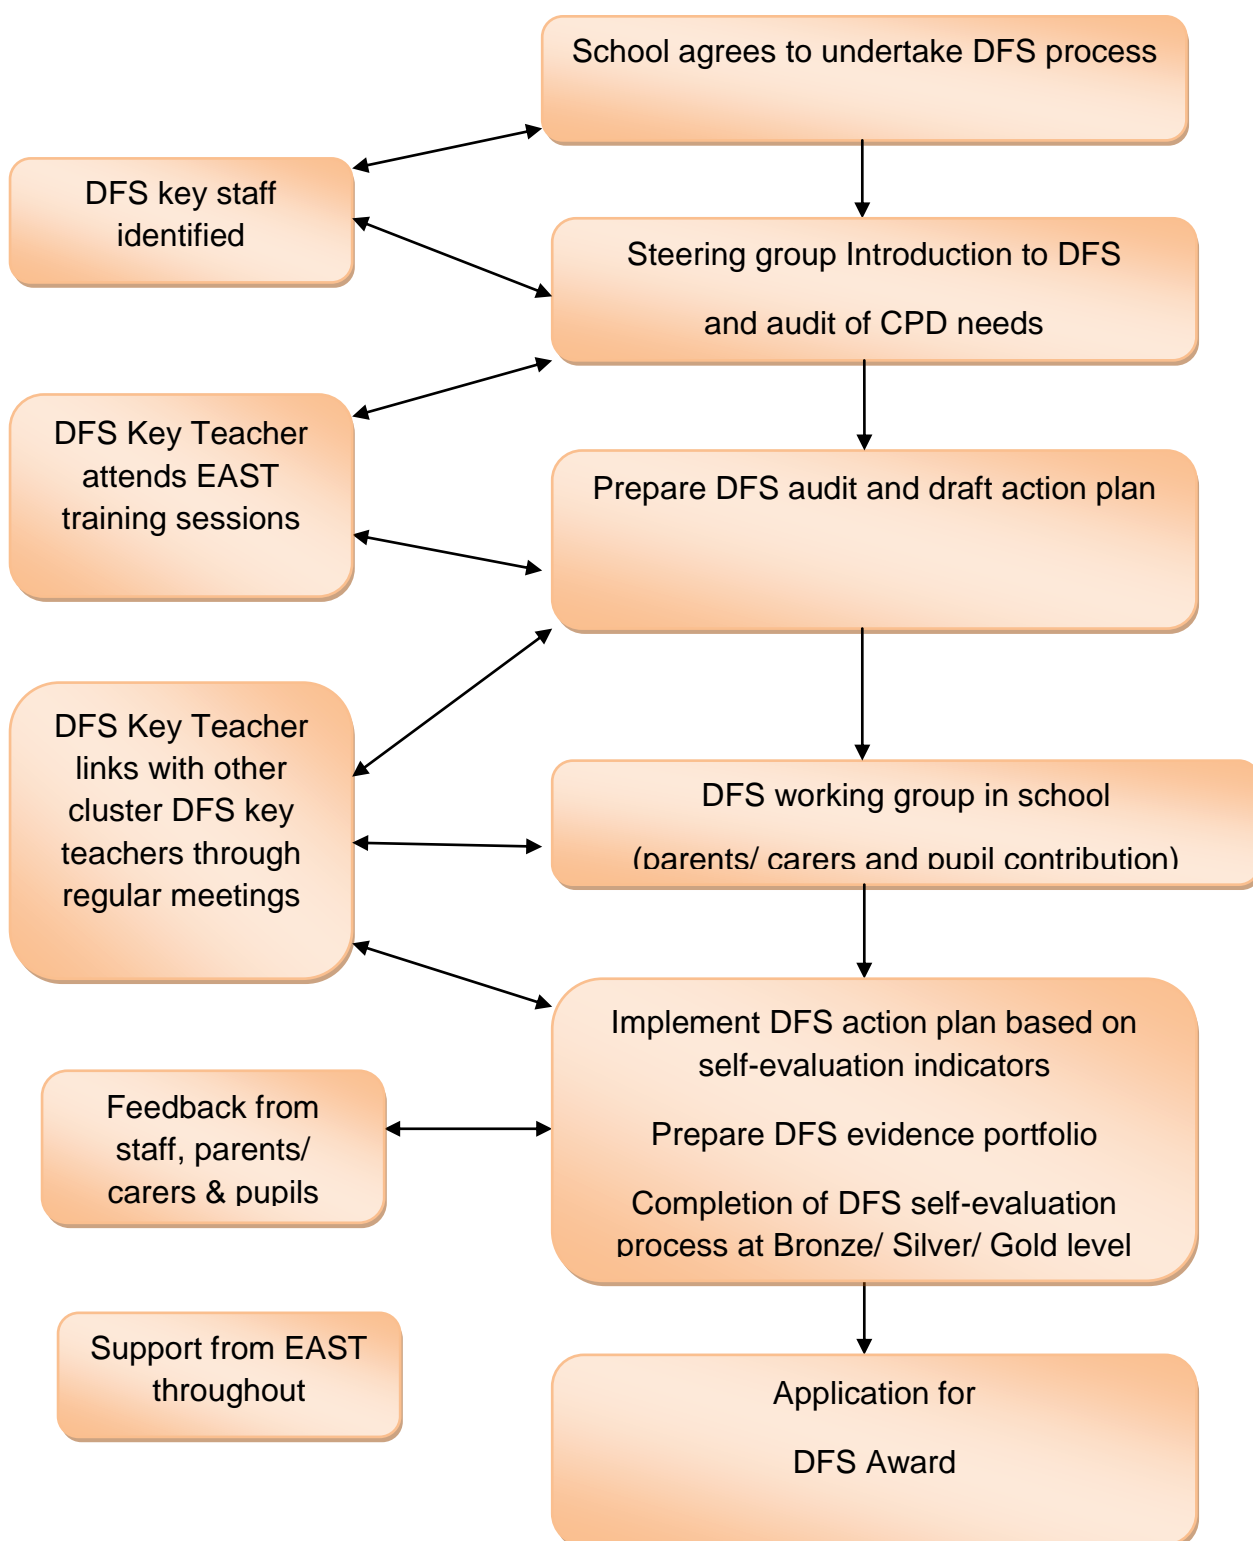 School agrees to undertake DFS process
DFS key staff
identified
Steering group Introduction to DFS
and audit of CPD needs
DFS Key Teacher
attends EAST
training sessions
Prepare DFS audit and draft action plan
DFS Key Teacher
links with other
cluster DFS key
teachers through
regular meetings
DFS working group in school
(parents/ carers and pupil contribution)
Implement DFS action plan based on
self-evaluation indicators
Prepare DFS evidence portfolio
Completion of DFS self-evaluation
process at Bronze/ Silver/ Gold level
Feedback from
staff, parents/
carers & pupils
Support from EAST
throughout
Application for
DFS Award